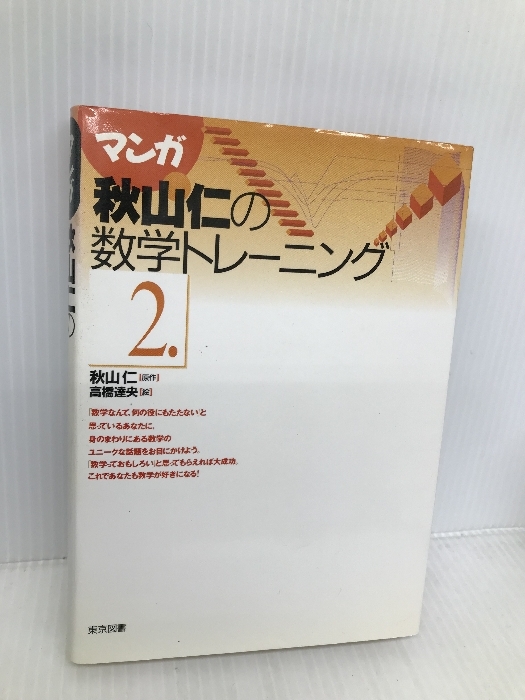 マンガ
秋山仁の
数学トレーニング
2.
秋山 仁[原作]
高橋達央[絵]
「数学なんて、何の役にもたたない」と
思っているあなたに、
身のまわりにある数学の
ユニークな話題をお目にかけよう。
「数学っておもしろい」と思ってもらえれば大成功。
これであなたも数学が好きになる!
東京図書
秋山仁の